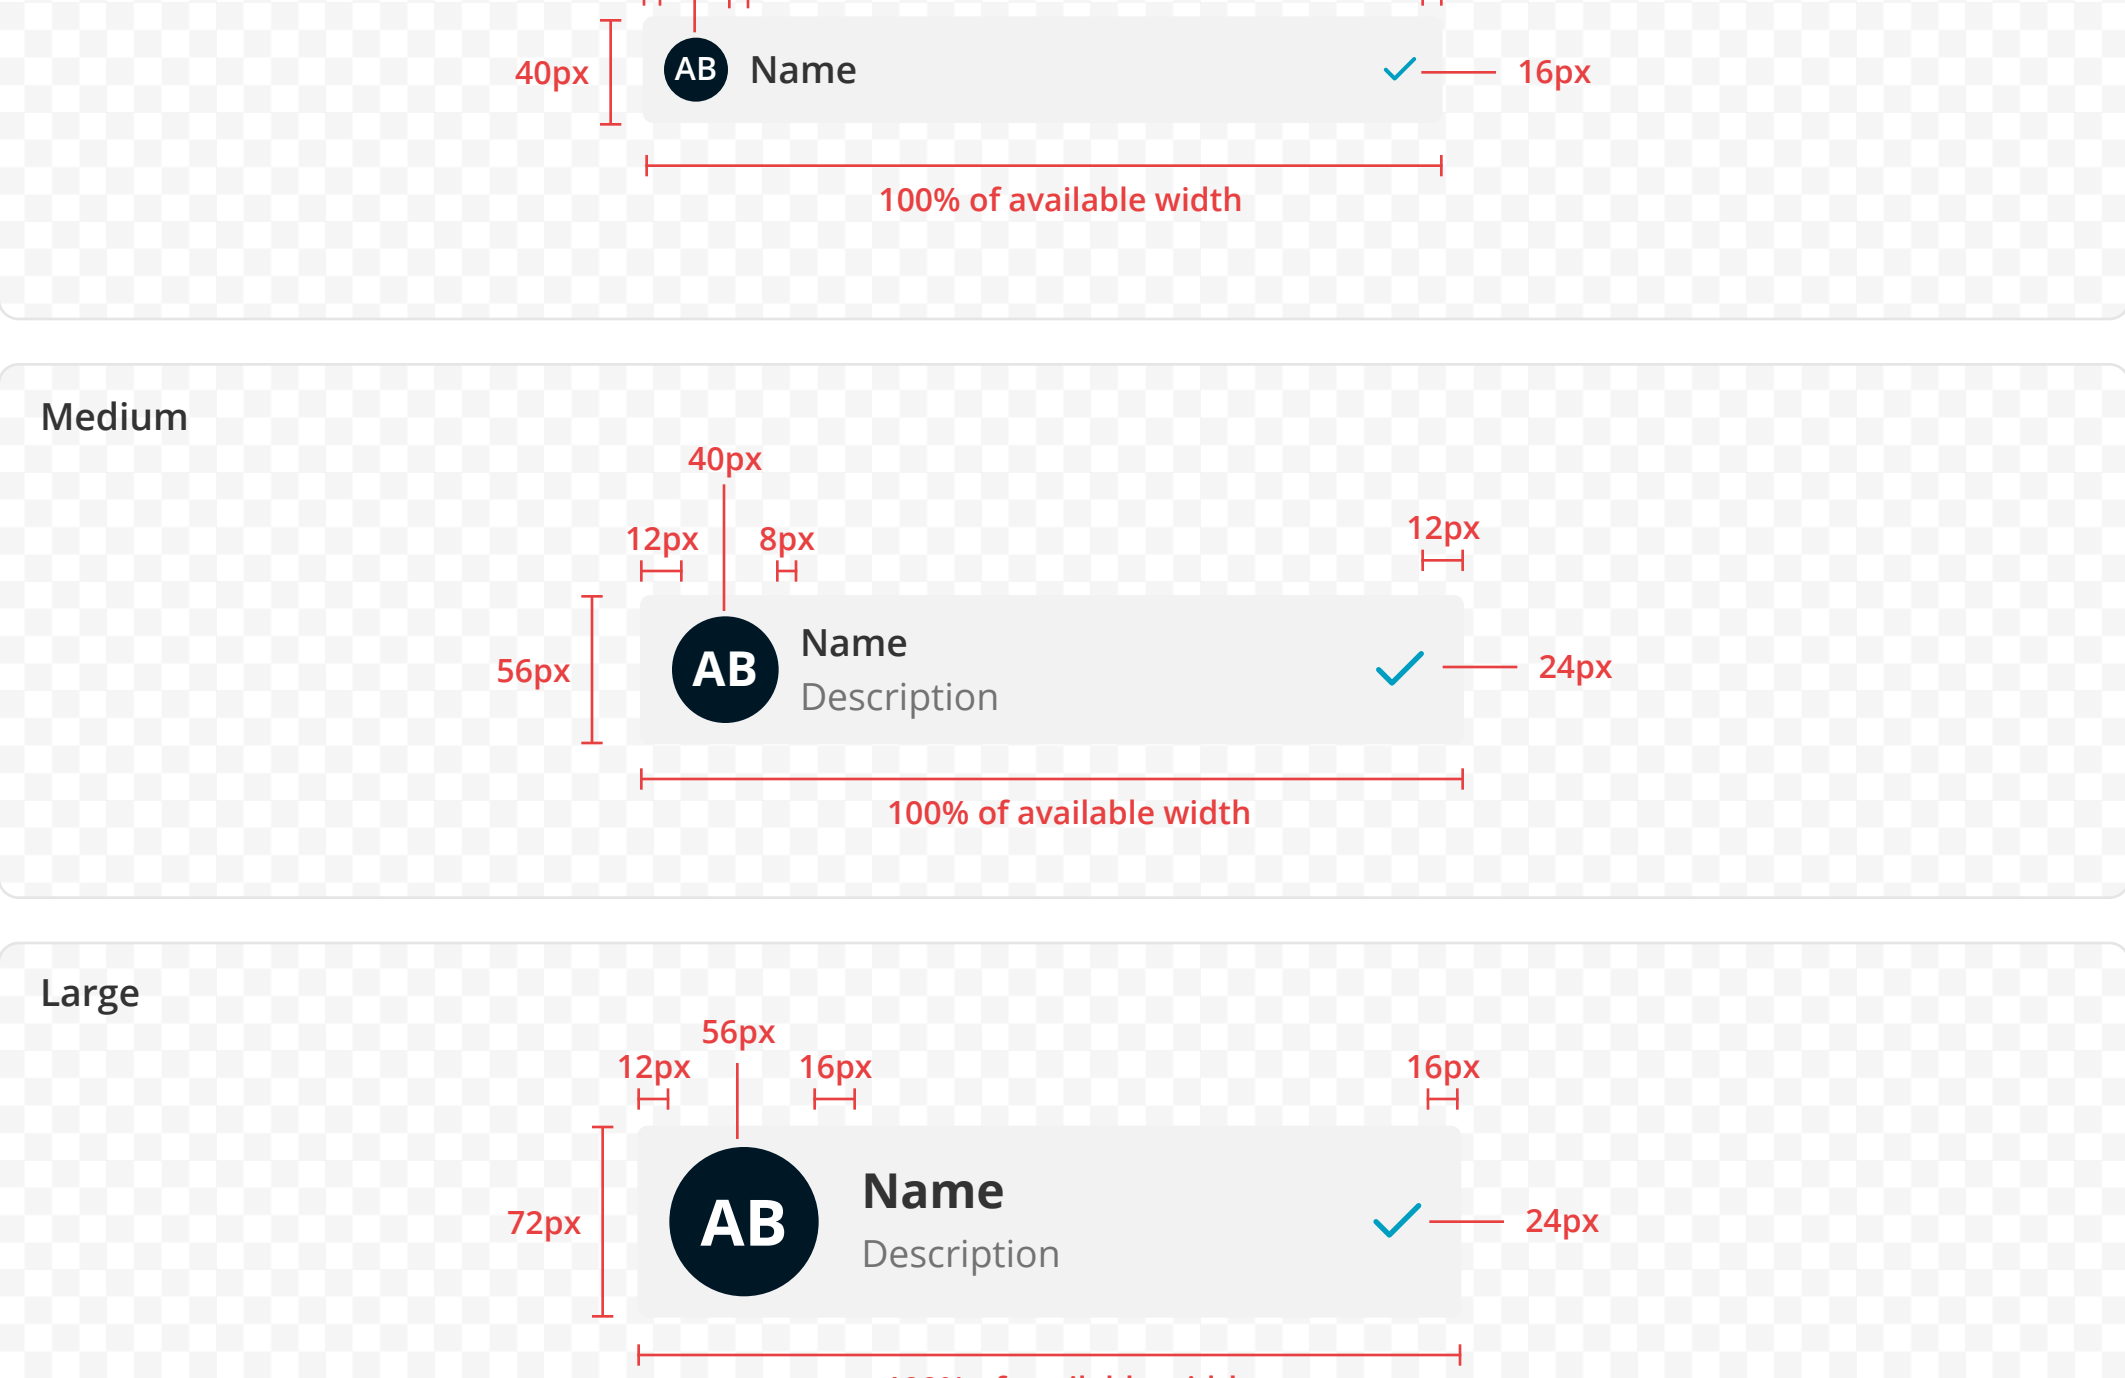 40px
AB
Name
16px
100% of available width
Medium
40px
12px
8px
12px
56px
AB
Name
Description
24px
100% of available width
Large
56px
12px
16px
16px
72px
AB
Name
Description
24px